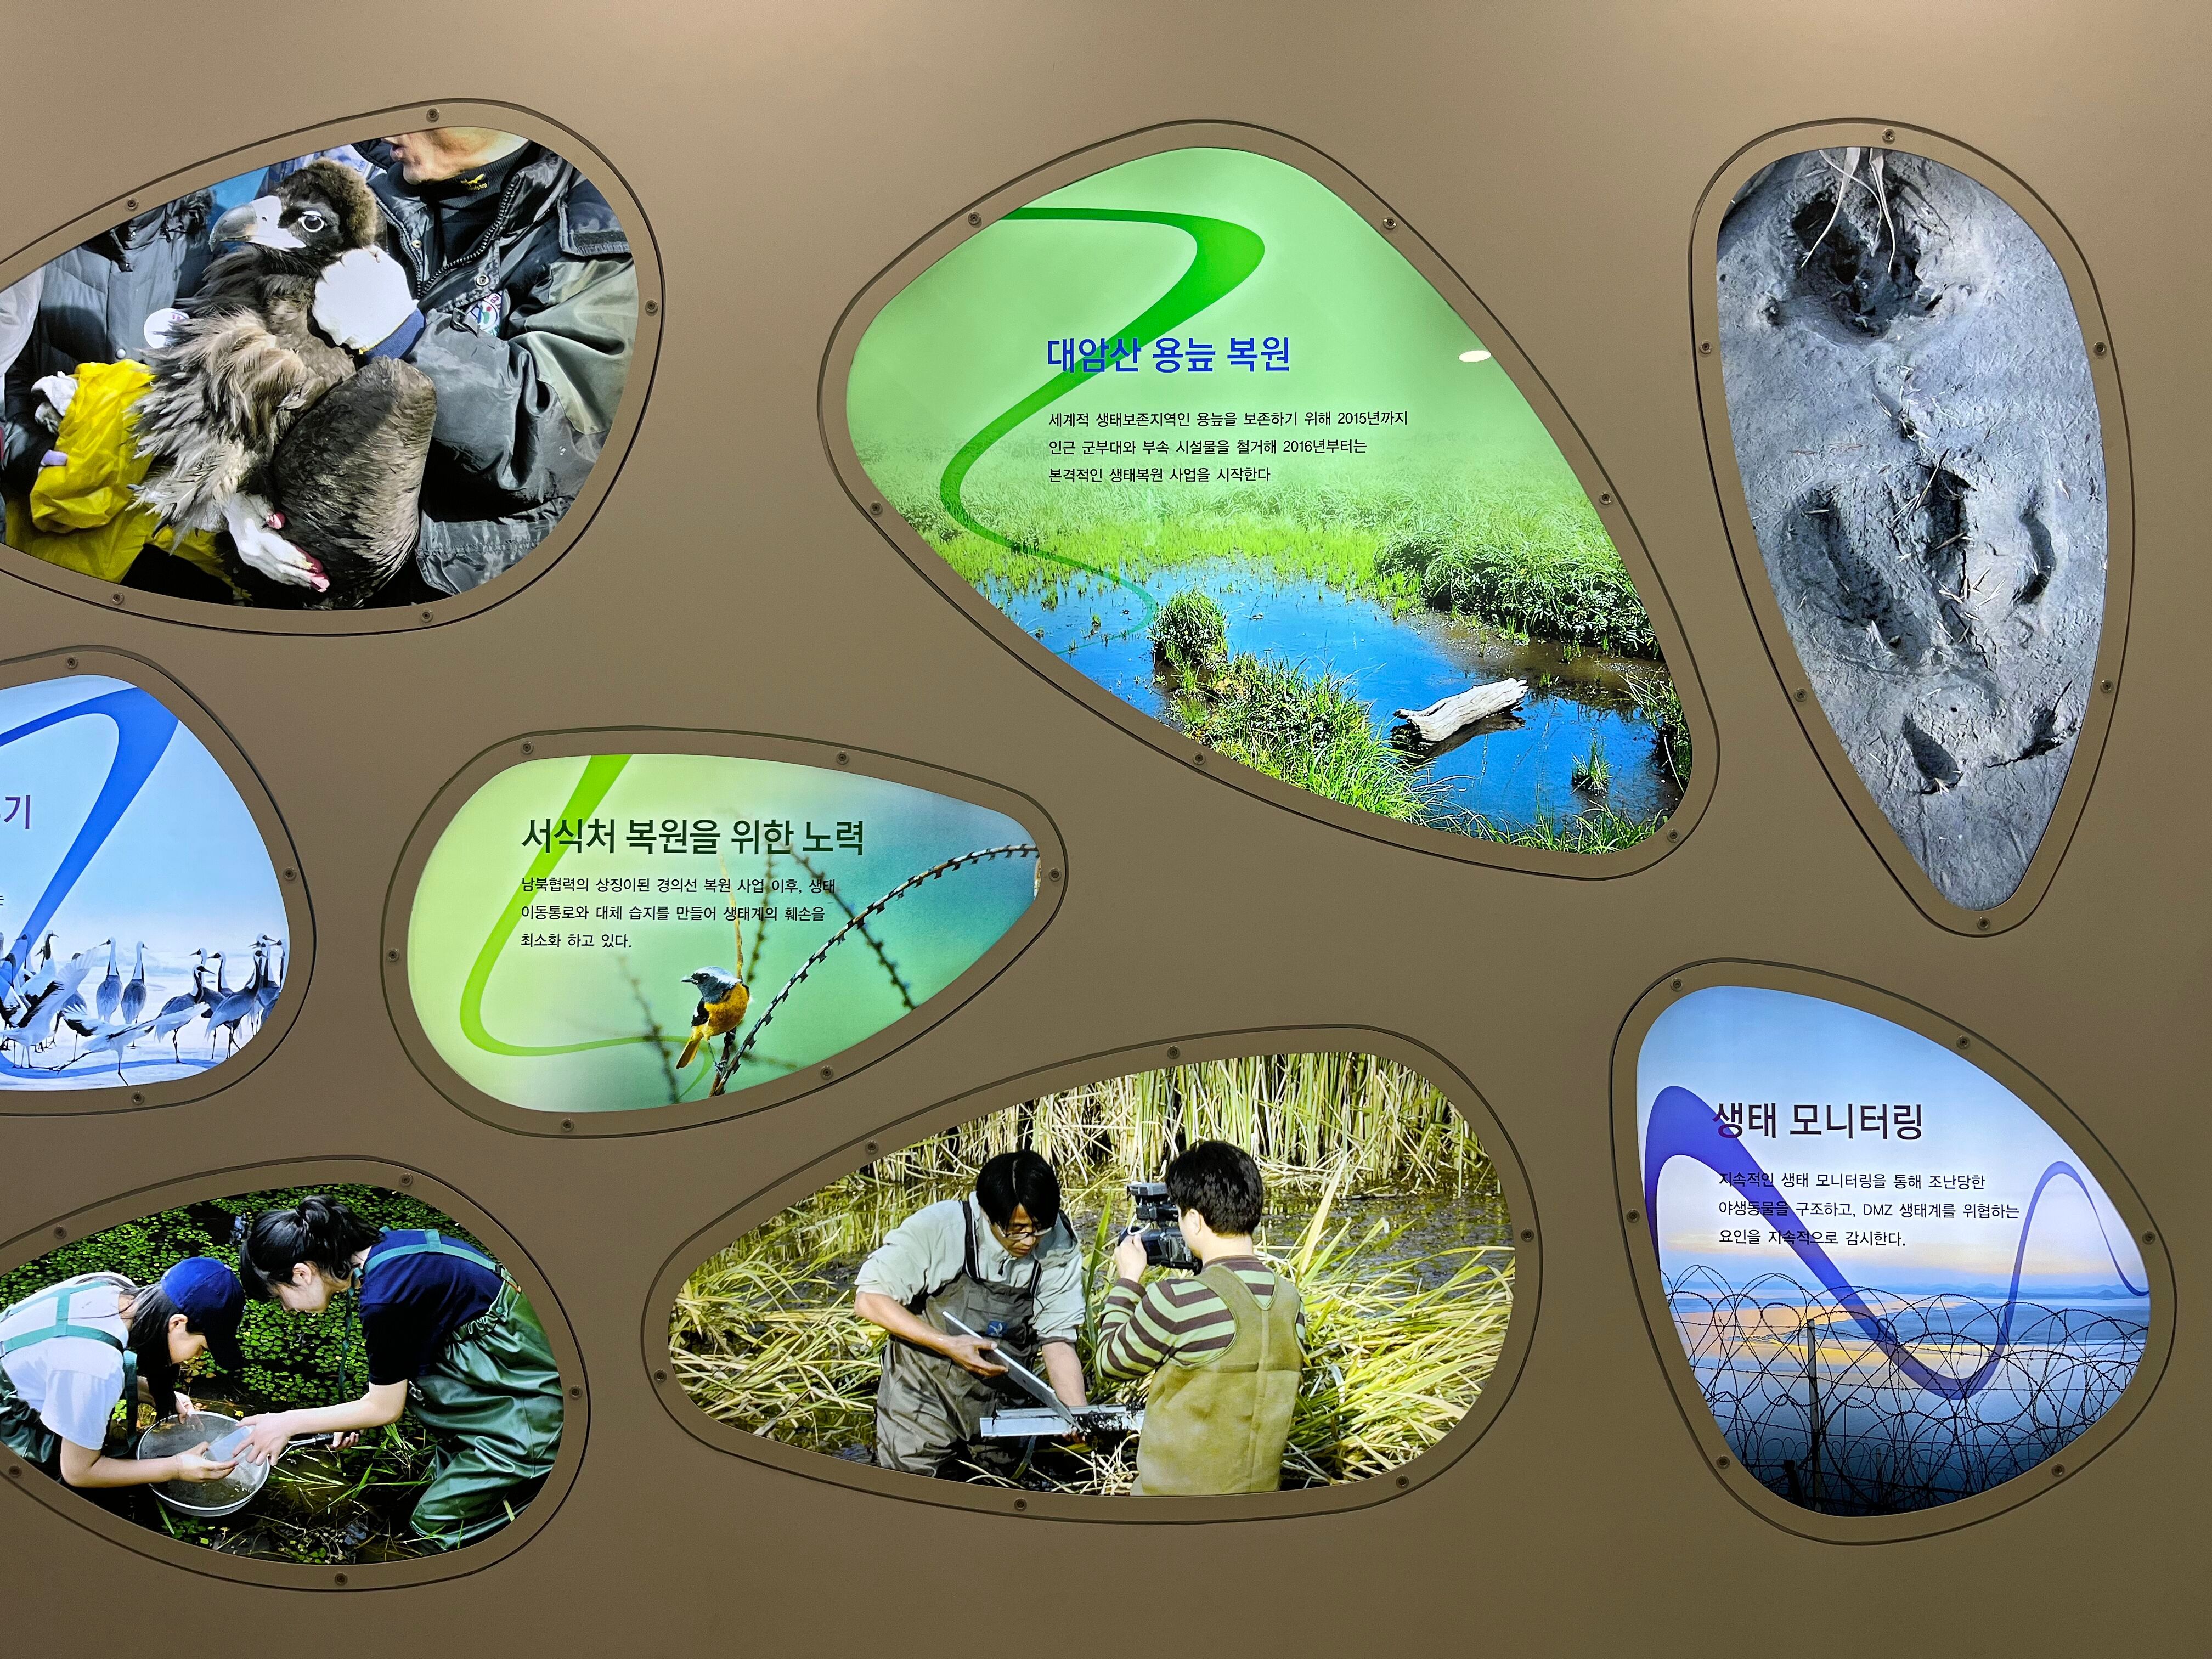 대암산 용늪 복원
세계적 생태보존지역인 용늪을 보존하기 위해 2015년까지
인근 군부대와 부속 시설물을 철거해 2016년부터는
본격적인 생태복원 사업을 시작한다
기
는
서식처 복원을 위한 노력
남북협력의 상징이된 경의선 복원 사업 이후, 생태
이동통로와 대체 습지를 만들어 생태계의 훼손을
최소화 하고 있다.
생태 모니터링
지속적인 생태 모니터링을 통해 조난당한
야생동물을 구조하고, DMZ 생태계를 위협하는
요인을 지속적으로 감시한다.